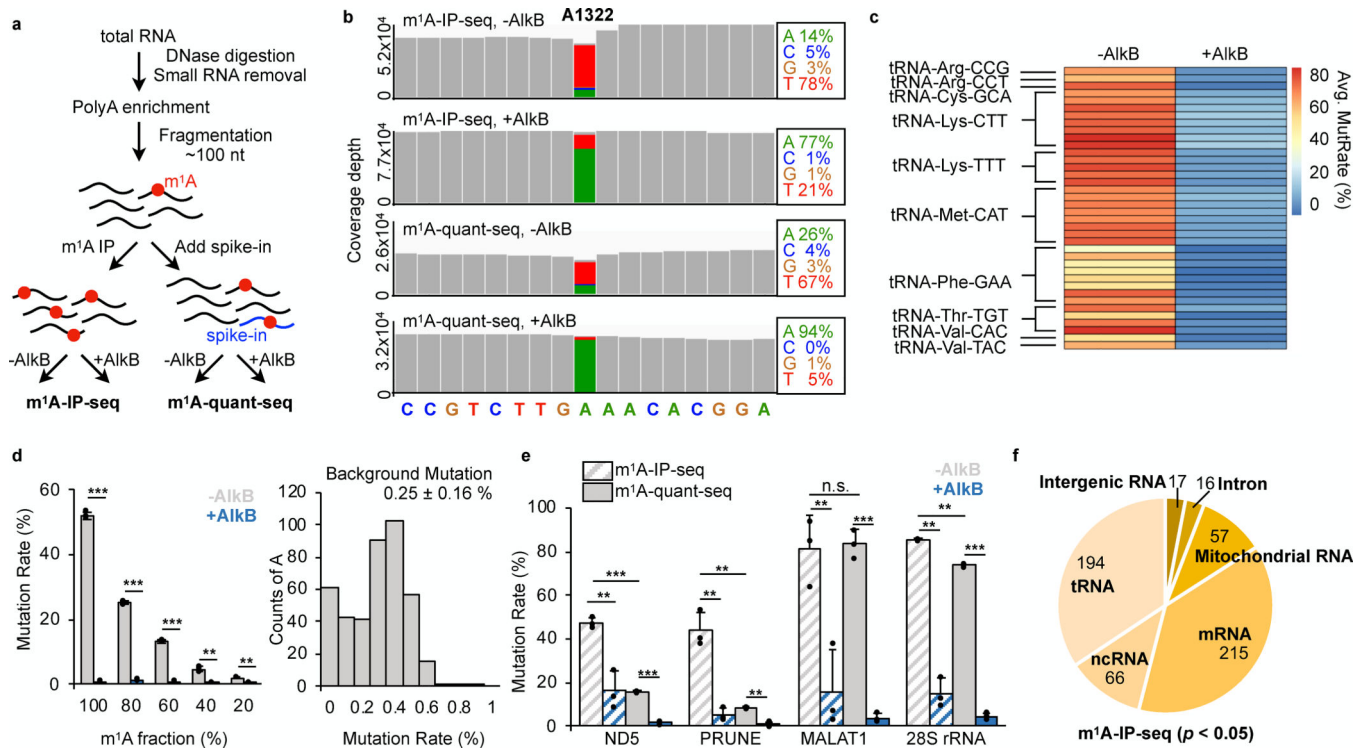 a
total RNA
DNase digestion
Small RNA removal
PolyA enrichment
Fragmentation
~100 nt
m¹A
m¹A IP
Add spike-in
spike-in
-AlkB
+AlkB
-AlkB
+AlkB
m¹A-IP-seq
m¹A-quant-seq
b
A1322
Coverage depth
m¹A-IP-seq, -AlkB
5.2x10⁴
0
A 14%
C 5%
G 3%
T 78%
m¹A-IP-seq, +AlkB
7.7x10⁴
0
A 77%
C 1%
G 1%
T 21%
m¹A-quant-seq, -AlkB
2.6x10⁴
0
A 26%
C 4%
G 3%
T 67%
m¹A-quant-seq, +AlkB
3.2x10⁴
0
A 94%
C 0%
G 1%
T 5%
C C G T C T T G A A A C A C G G A
c
-AlkB
+AlkB
tRNA-Arg-CCG
tRNA-Arg-CCT
tRNA-Cys-GCA
tRNA-Lys-CTT
tRNA-Lys-TTT
tRNA-Met-CAT
tRNA-Phe-GAA
tRNA-Thr-TGT
tRNA-Val-CAC
tRNA-Val-TAC
80
60
40
20
0
Avg. MutRate (%)
d
-AlkB
+AlkB
Mutation Rate (%)
60
40
20
0
***
***
***
**
**
100 80 60 40 20
m¹A fraction (%)
Background Mutation
0.25 ± 0.16 %
Counts of A
120
100
80
60
40
20
0
0 0.2 0.4 0.6 0.8 1
Mutation Rate (%)
e
m¹A-IP-seq
m¹A-quant-seq
-AlkB
+AlkB
Mutation Rate (%)
100
80
60
40
20
0
***
**
***
**
**
**
n.s.
**
***
**
**
***
ND5
PRUNE
MALAT1
28S rRNA
f
Intergenic RNA
17
16
Intron
57
Mitochondrial RNA
194
tRNA
mRNA
215
ncRNA
66
m¹A-IP-seq (p < 0.05)